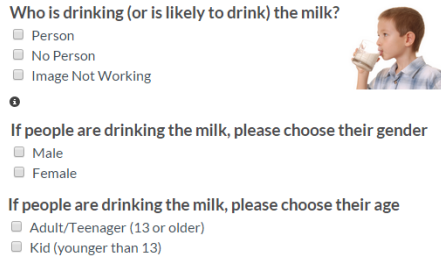 Who is drinking (or is likely to drink) the milk?
Person
No Person
Image Not Working
If people are drinking the milk, please choose their gender
Male
Female
If people are drinking the milk, please choose their age
Adult/Teenager (13 or older)
Kid (younger than 13)